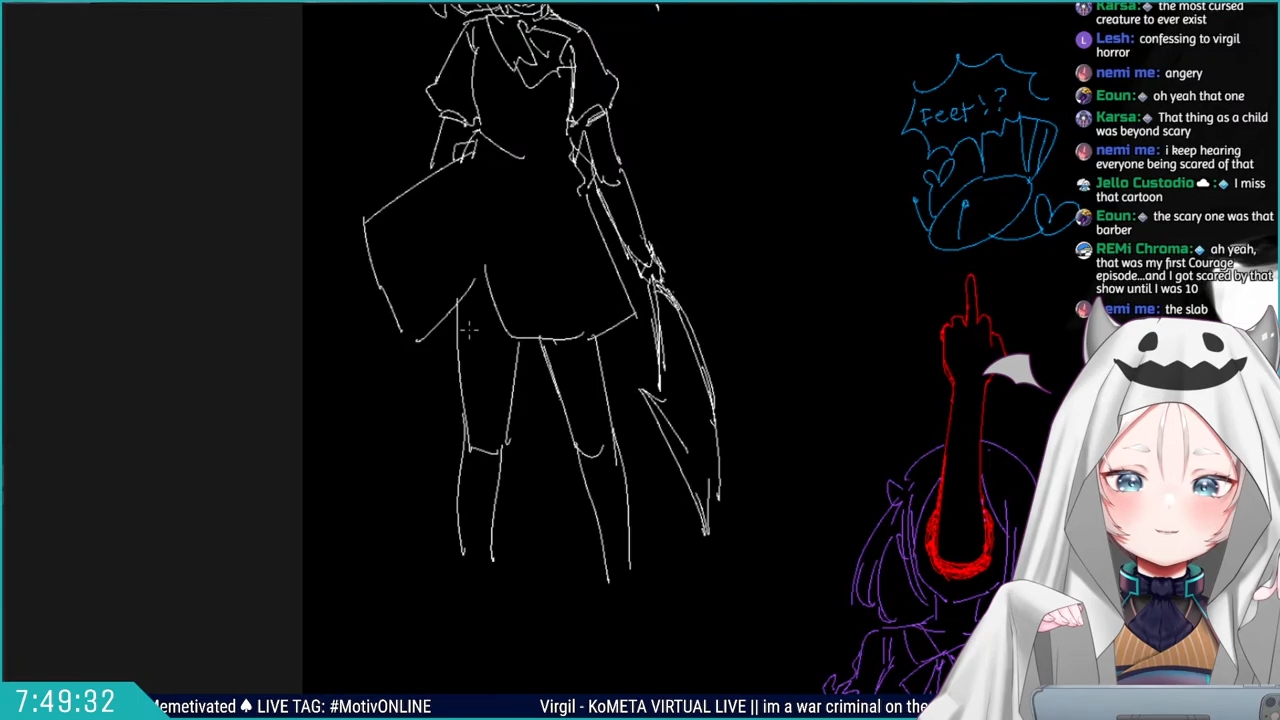 Karsa: the most cursed
creature to ever exist
Lesh: confessing to virgil
horror
nemi me: angery
Eoun: oh yeah that one
Karsa: That thing as a child
was beyond scary
nemi me: i keep hearing
everyone being scared of that
Jello Custodio: I miss
that cartoon
Eoun: the scary one was that
barber
REMi Chroma: ah yeah,
that was my first Courage
episode...and I got scared by that
show until I was 10
nemi me: the slab
Feet!?
7:49:32
Memetivated ♠ LIVE TAG: #MotivONLINE
Virgil - KoMETA VIRTUAL LIVE || im a war criminal on the